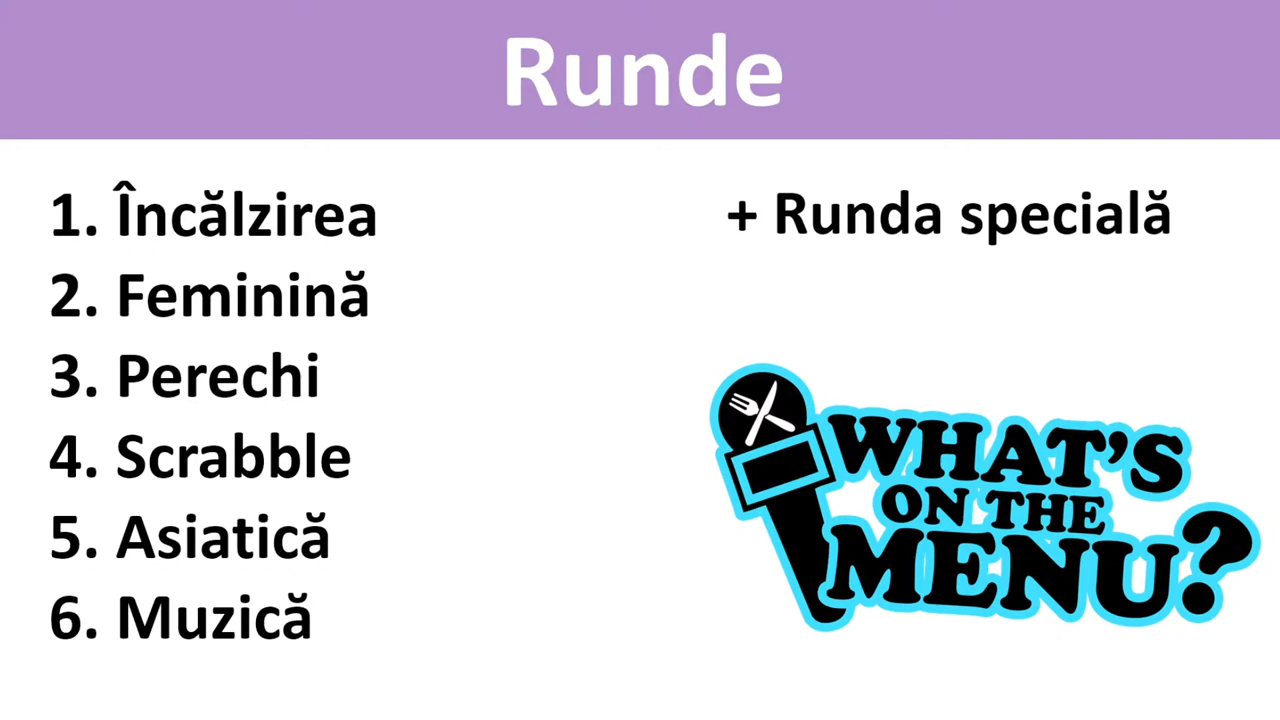 Runde
1. Încălzirea
2. Feminină
3. Perechi
4. Scrabble
5. Asiatică
6. Muzică
+ Runda specială
WHAT'S
ON THE
MENU?